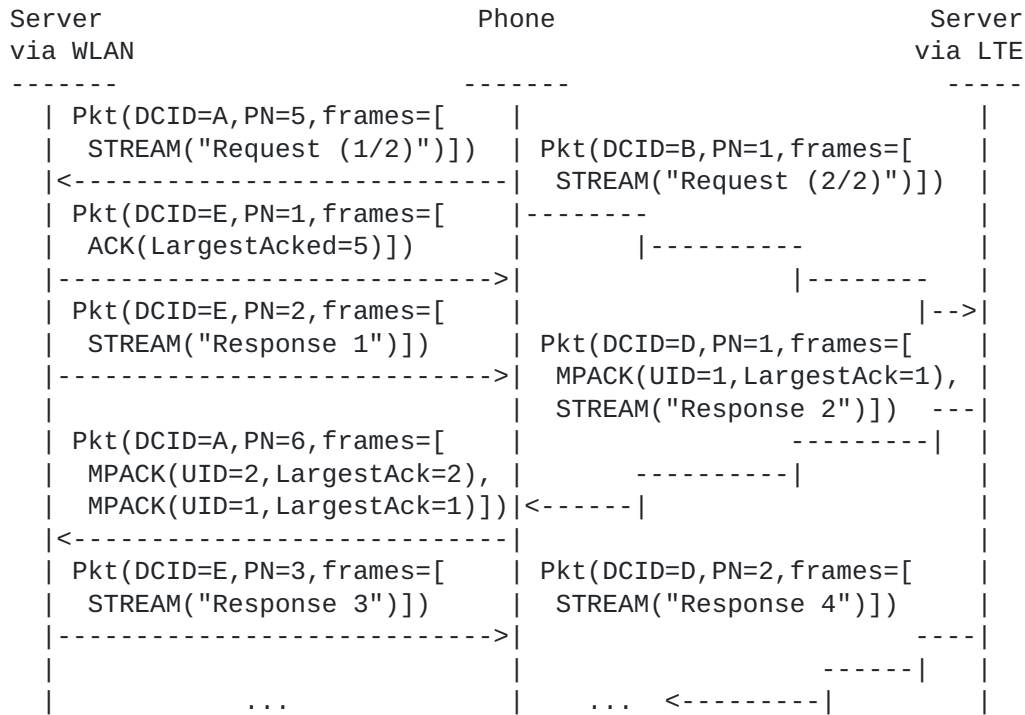 Server                        Phone                        Server
via WLAN                                                  via LTE
-------                      -------                        -----
  | Pkt(DCID=A,PN=5,frames=[    |                             |
  |  STREAM("Request (1/2)")])  | Pkt(DCID=B,PN=1,frames=[    |
  |<----------------------------|  STREAM("Request (2/2)")])  |
  | Pkt(DCID=E,PN=1,frames=[    |--------                     |
  |  ACK(LargestAcked=5)])      |       |----------           |
  |---------------------------->|                 |--------   |
  | Pkt(DCID=E,PN=2,frames=[    |                         |-->|
  |  STREAM("Response 1")])     | Pkt(DCID=D,PN=1,frames=[    |
  |---------------------------->|  MPACK(UID=1,LargestAck=1), |
  |                             |  STREAM("Response 2")])  ---|
  | Pkt(DCID=A,PN=6,frames=[    |                 ---------|  |
  |  MPACK(UID=2,LargestAck=2), |       ----------|           |
  |  MPACK(UID=1,LargestAck=1)])|<------|                     |
  |<----------------------------|                             |
  | Pkt(DCID=E,PN=3,frames=[    | Pkt(DCID=D,PN=2,frames=[    |
  |  STREAM("Response 3")])     |  STREAM("Response 4")])     |
  |---------------------------->|                         ----|
  |                             |                   ------|   |
  |            ...              |    ...  <---------|         |